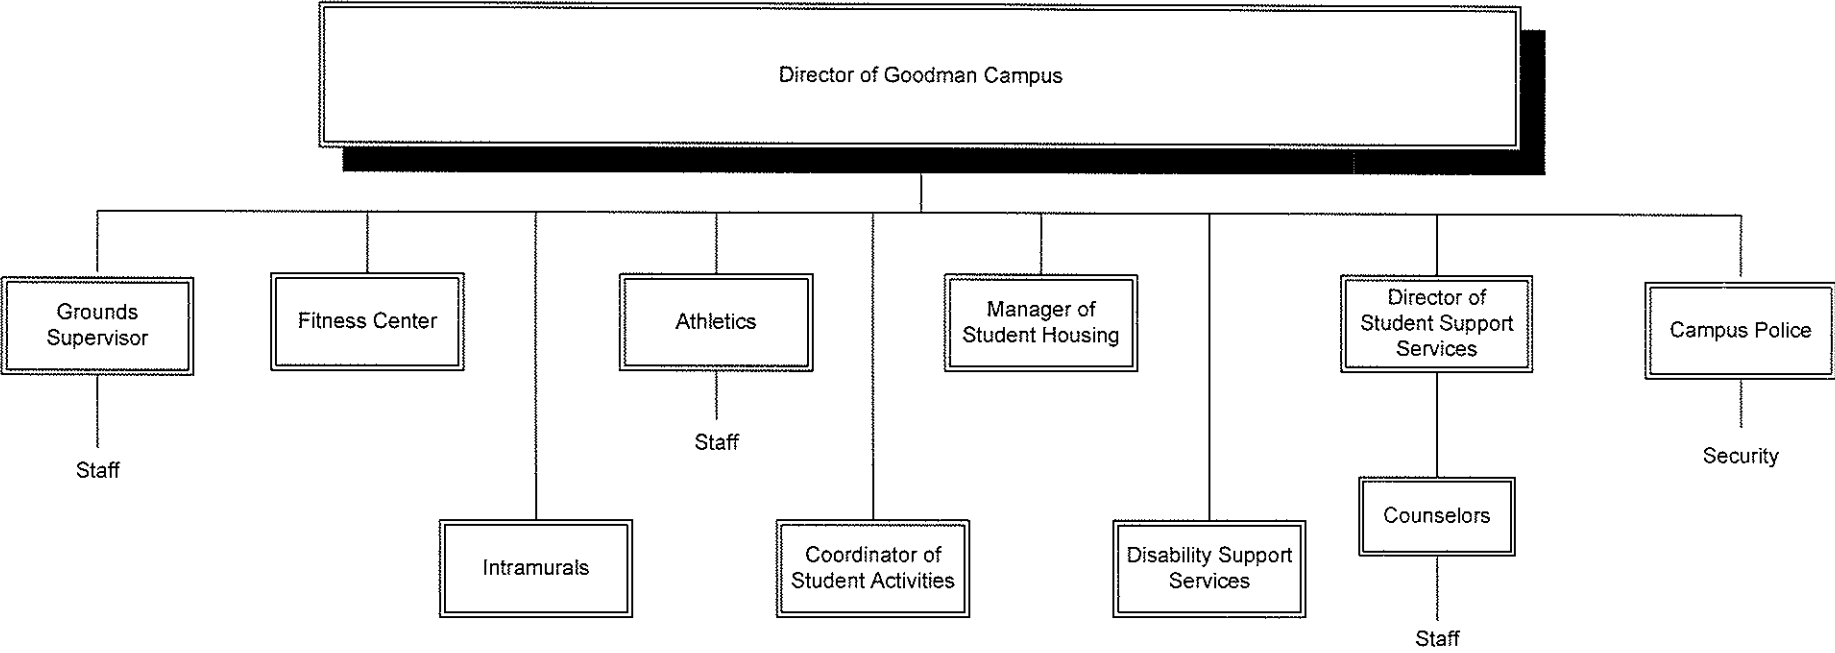 Director of Goodman Campus
Grounds
Supervisor
Fitness Center
Athletics
Manager of
Student Housing
Director of
Student Support
Services
Campus Police
Staff
Staff
Security
Intramurals
Coordinator of
Student Activities
Disability Support
Services
Counselors
Staff